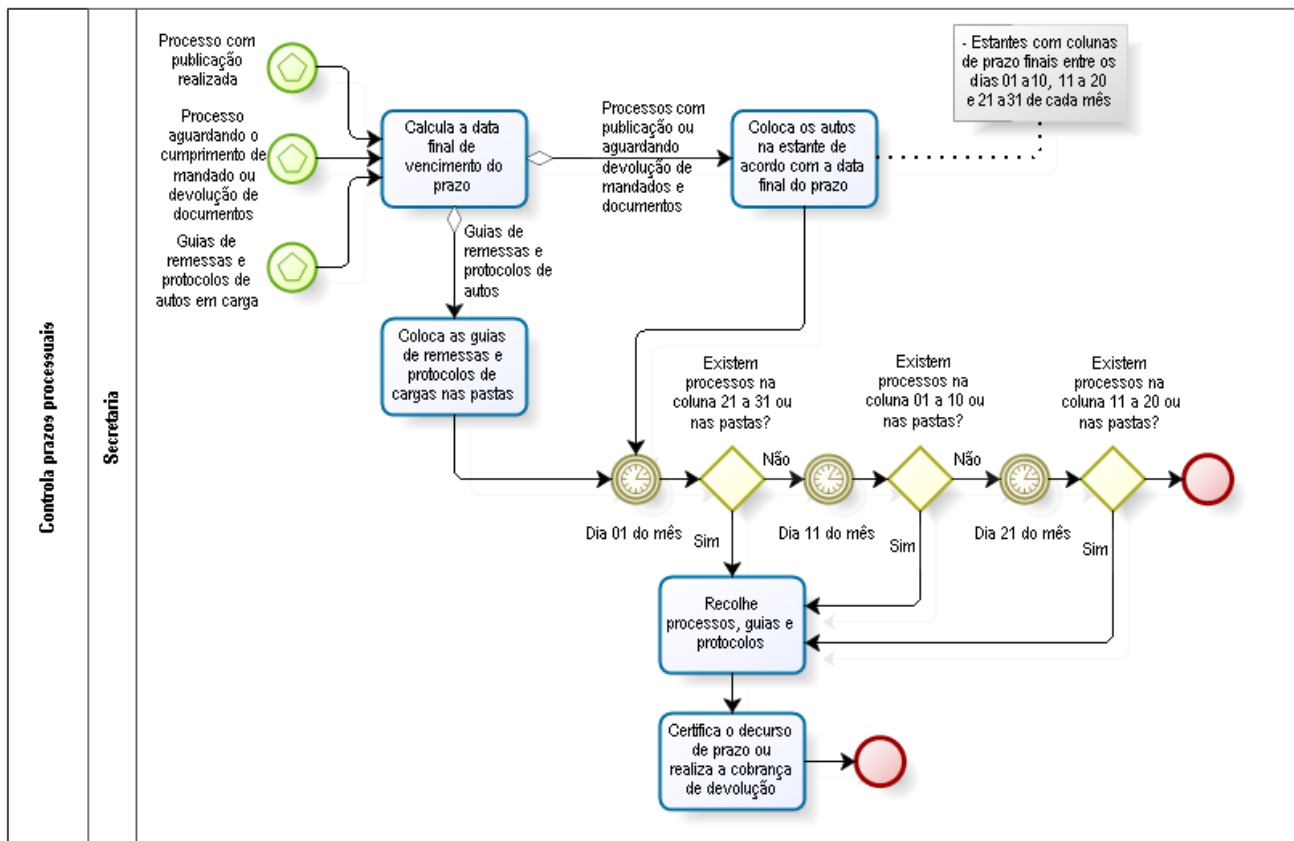 Controla prazos processuais
Secretaria
Processo com
publicação
realizada
Processo
aguardando o
cumprimento de
mandado ou
devolução de
documentos
Guias de
remessas e
protocolos de
autos em carga
Calcula a data
final de
vencimento do
prazo
Processos com
publicação ou
aguardando
devolução de
mandados e
documentos
Coloca os autos
na estante de
acordo com a data
final do prazo
- Estantes com colunas
de prazo finais entre os
dias 01 a10, 11 a 20
e 21 a31 de cada mês
Guias de
remessas e
protocolos de
autos
Coloca as guias
de remessas e
protocolos de
cargas nas pastas
Existem
processos na
coluna 21 a 31 ou
nas pastas?
Existem
processos na
coluna 01 a 10 ou
nas pastas?
Existem
processos na
coluna 11 a 20 ou
nas pastas?
Não
Não
Dia 01 do mês
Sim
Dia 11 do mês
Sim
Dia 21 do mês
Sim
Recolhe
processos, guias e
protocolos
Certifica o decurso
de prazo ou
realiza a cobrança
de devolução